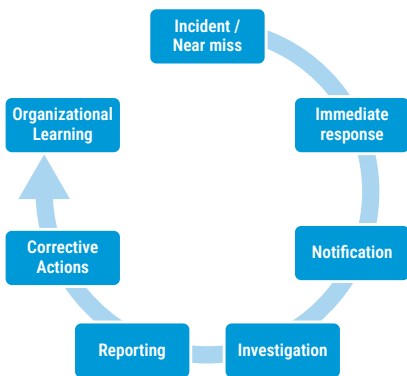 Incident /
Near miss
Immediate
response
Notification
Investigation
Reporting
Corrective
Actions
Organizational
Learning